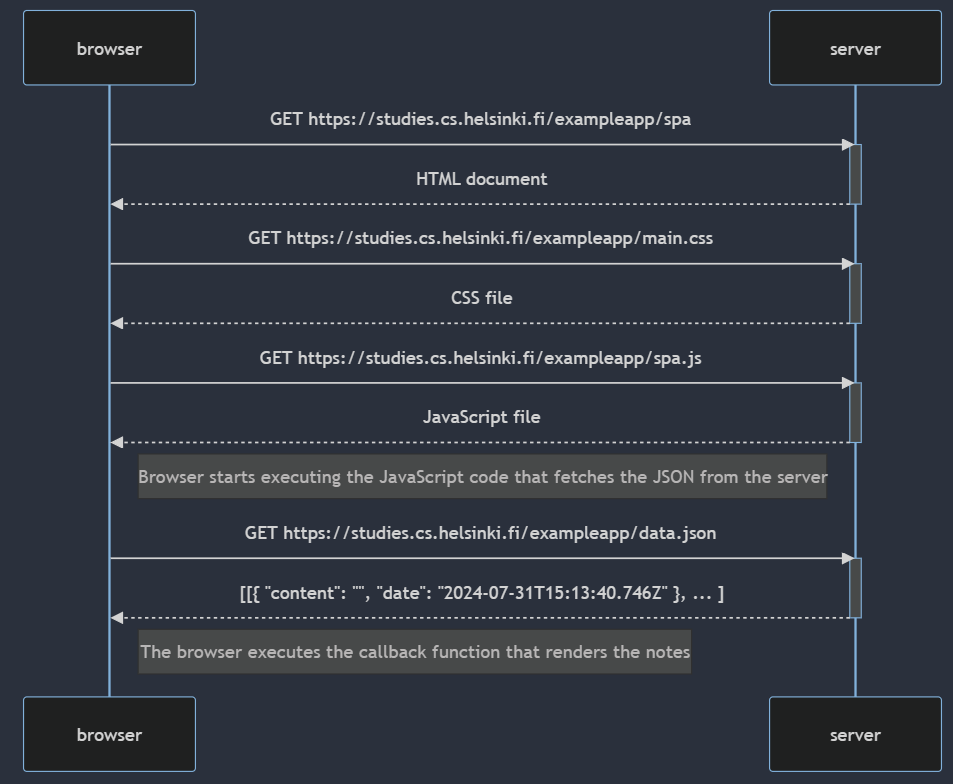 browser
server
GET https://studies.cs.helsinki.fi/exampleapp/spa
HTML document
GET https://studies.cs.helsinki.fi/exampleapp/main.css
CSS file
GET https://studies.cs.helsinki.fi/exampleapp/spa.js
JavaScript file
Browser starts executing the JavaScript code that fetches the JSON from the server
GET https://studies.cs.helsinki.fi/exampleapp/data.json
[[{ "content": "", "date": "2024-07-31T15:13:40.746Z" }, ... ]
The browser executes the callback function that renders the notes
browser
server